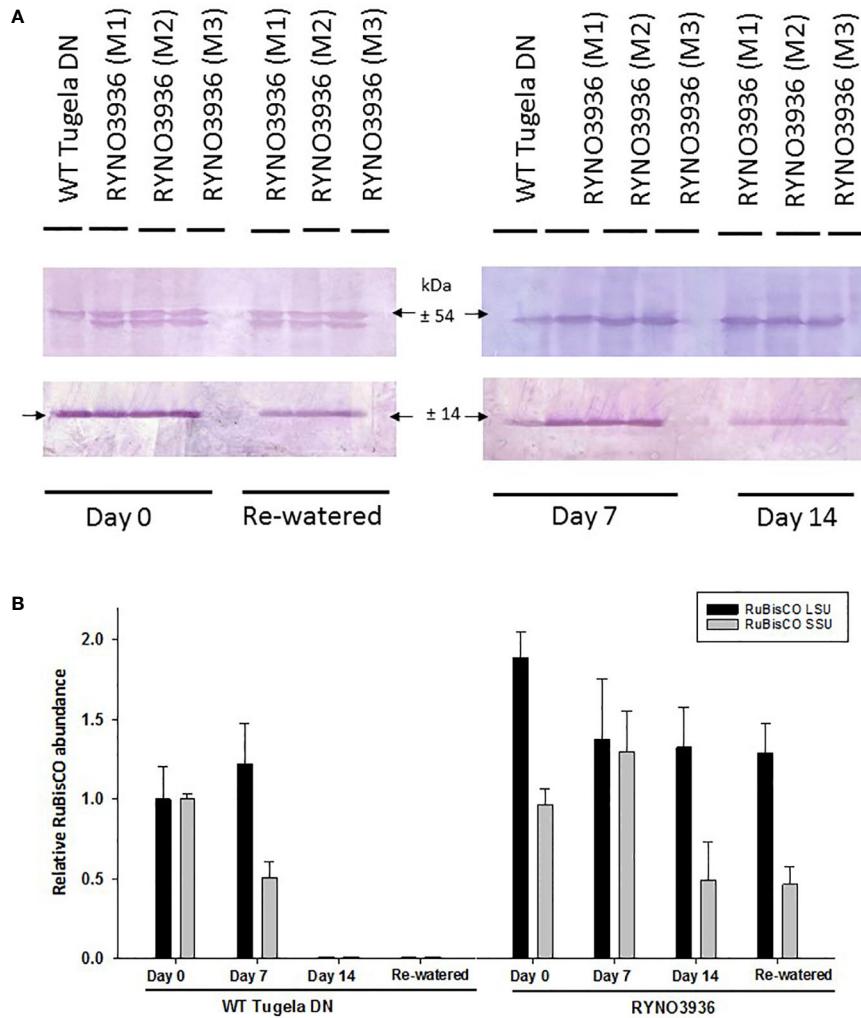 A
WT Tugela DN
RYNO3936 (M1)
RYNO3936 (M2)
RYNO3936 (M3)
RYNO3936 (M1)
RYNO3936 (M2)
RYNO3936 (M3)
WT Tugela DN
RYNO3936 (M1)
RYNO3936 (M2)
RYNO3936 (M3)
RYNO3936 (M1)
RYNO3936 (M2)
RYNO3936 (M3)
kDa
± 54
± 14
Day 0
Re-watered
Day 7
Day 14
B
RuBisCO LSU
RuBisCO SSU
Relative RuBisCO abundance
2.0
1.5
1.0
0.5
0.0
Day 0 Day 7 Day 14 Re-watered Day 0 Day 7 Day 14 Re-watered
WT Tugela DN RYNO3936